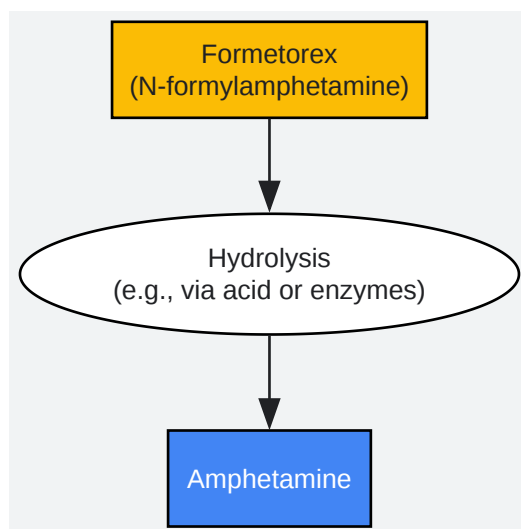 Formetorex
(N-formylamphetamine)
Hydrolysis
(e.g., via acid or enzymes)
Amphetamine